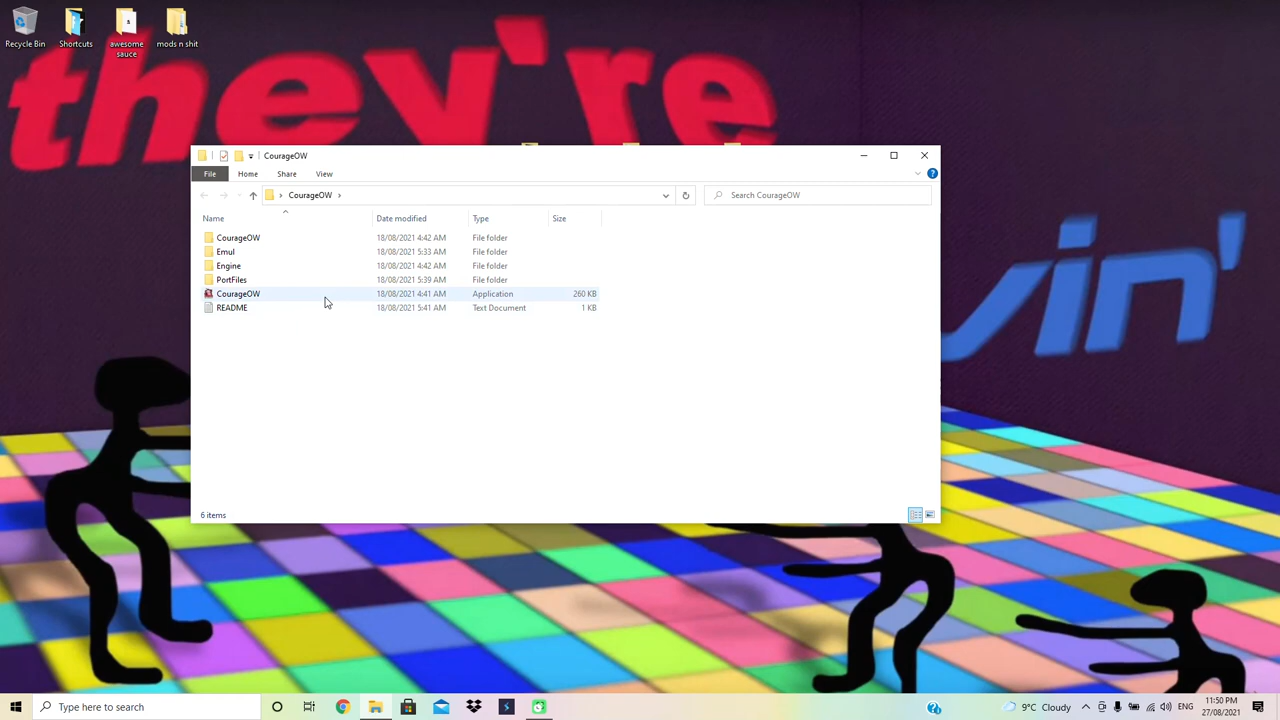 they're
vin'
Recycle Bin
Shortcuts
awesome
sauce
mods n shit
CourageOW
File Home Share View
CourageOW
Search CourageOW
Name Date modified Type Size
CourageOW 18/08/2021 4:42 AM File folder
Emul 18/08/2021 5:33 AM File folder
Engine 18/08/2021 4:42 AM File folder
PortFiles 18/08/2021 5:39 AM File folder
CourageOW 18/08/2021 4:41 AM Application 260 KB
README 18/08/2021 5:41 AM Text Document 1 KB
6 items
Type here to search
9°C Cloudy
ENG
11:50 PM
27/08/2021